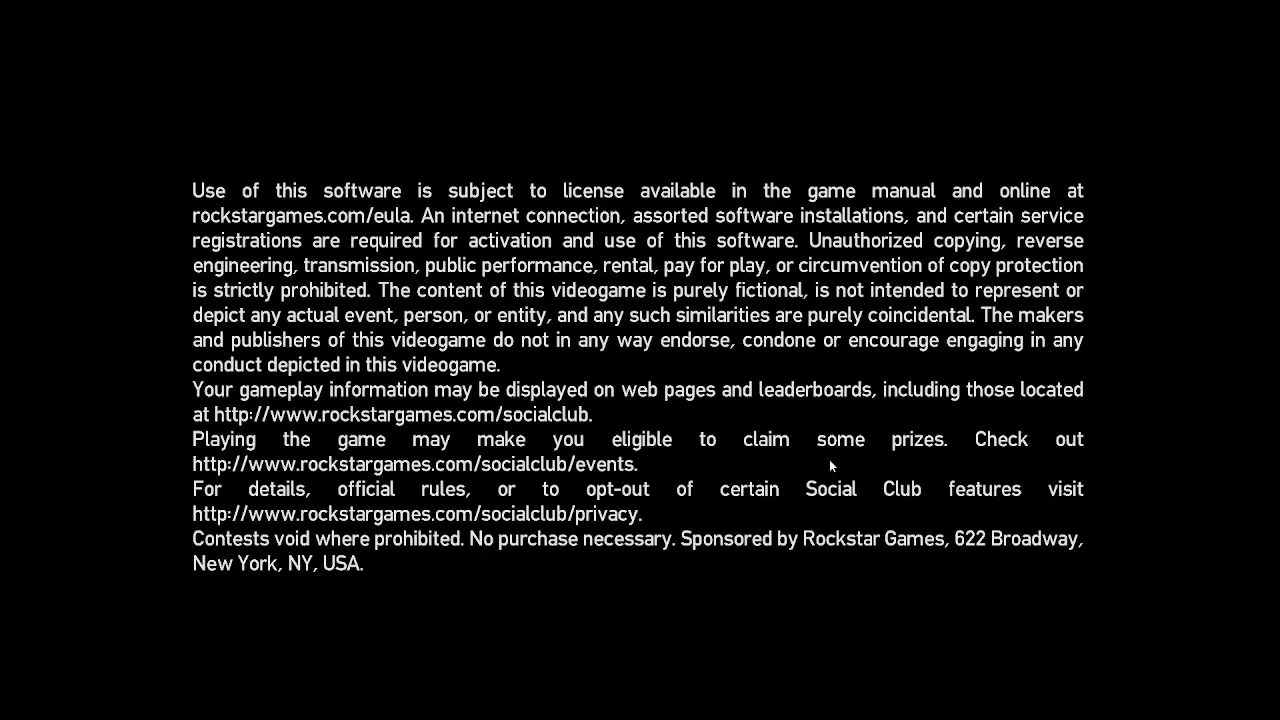 Use of this software is subject to license available in the game manual and online at
rockstargames.com/eula. An internet connection, assorted software installations, and certain service
registrations are required for activation and use of this software. Unauthorized copying, reverse
engineering, transmission, public performance, rental, pay for play, or circumvention of copy protection
is strictly prohibited. The content of this videogame is purely fictional, is not intended to represent or
depict any actual event, person, or entity, and any such similarities are purely coincidental. The makers
and publishers of this videogame do not in any way endorse, condone or encourage engaging in any
conduct depicted in this videogame.
Your gameplay information may be displayed on web pages and leaderboards, including those located
at http://www.rockstargames.com/socialclub.
Playing the game may make you eligible to claim some prizes. Check out
http://www.rockstargames.com/socialclub/events.
For details, official rules, or to opt-out of certain Social Club features visit
http://www.rockstargames.com/socialclub/privacy.
Contests void where prohibited. No purchase necessary. Sponsored by Rockstar Games, 622 Broadway,
New York, NY, USA.